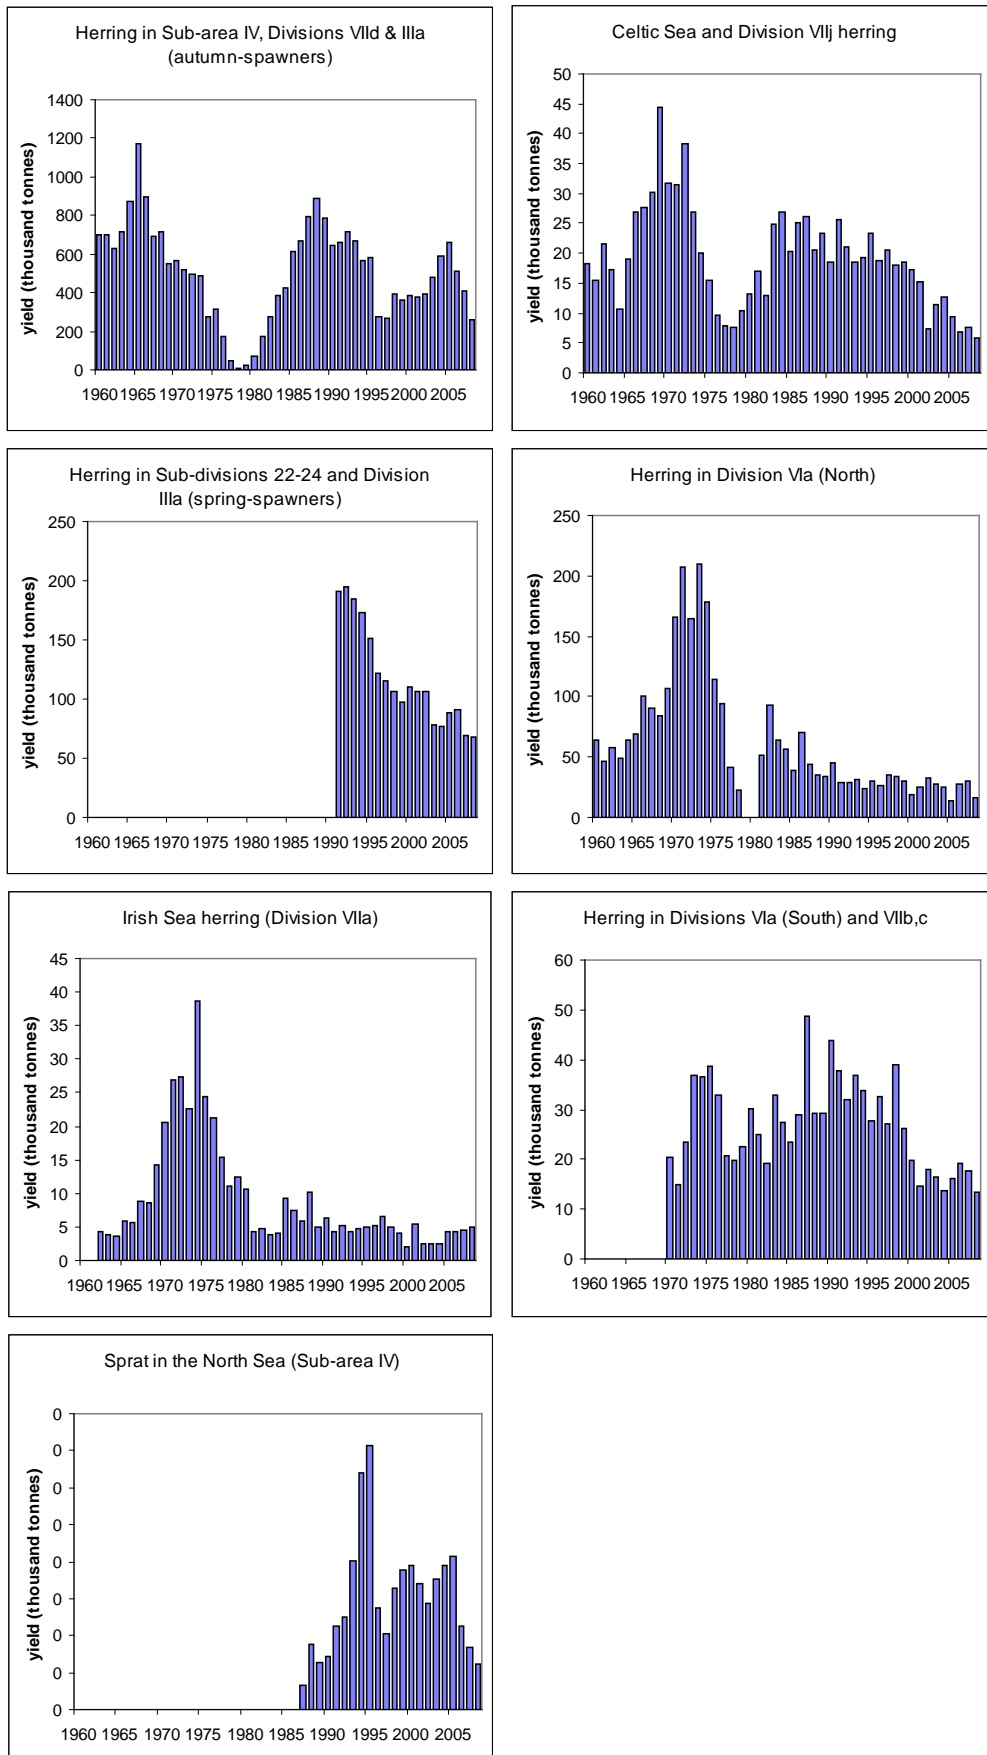 Herring in Sub-area IV, Divisions VIId & IIIa
(autumn-spawners)
yield (thousand tonnes)
1400
1200
1000
800
600
400
200
0
1960 1965 1970 1975 1980 1985 1990 1995 2000 2005
Celtic Sea and Division VIIj herring
yield (thousand tonnes)
50
45
40
35
30
25
20
15
10
5
0
1960 1965 1970 1975 1980 1985 1990 1995 2000 2005
Herring in Sub-divisions 22-24 and Division
IIIa (spring-spawners)
yield (thousand tonnes)
250
200
150
100
50
0
1960 1965 1970 1975 1980 1985 1990 1995 2000 2005
Herring in Division VIa (North)
yield (thousand tonnes)
250
200
150
100
50
0
1960 1965 1970 1975 1980 1985 1990 1995 2000 2005
Irish Sea herring (Division VIIa)
yield (thousand tonnes)
45
40
35
30
25
20
15
10
5
0
1960 1965 1970 1975 1980 1985 1990 1995 2000 2005
Herring in Divisions VIa (South) and VIIb,c
yield (thousand tonnes)
60
50
40
30
20
10
0
1960 1965 1970 1975 1980 1985 1990 1995 2000 2005
Sprat in the North Sea (Sub-area IV)
yield (thousand tonnes)
0
0
0
0
0
0
0
0
0
1960 1965 1970 1975 1980 1985 1990 1995 2000 2005